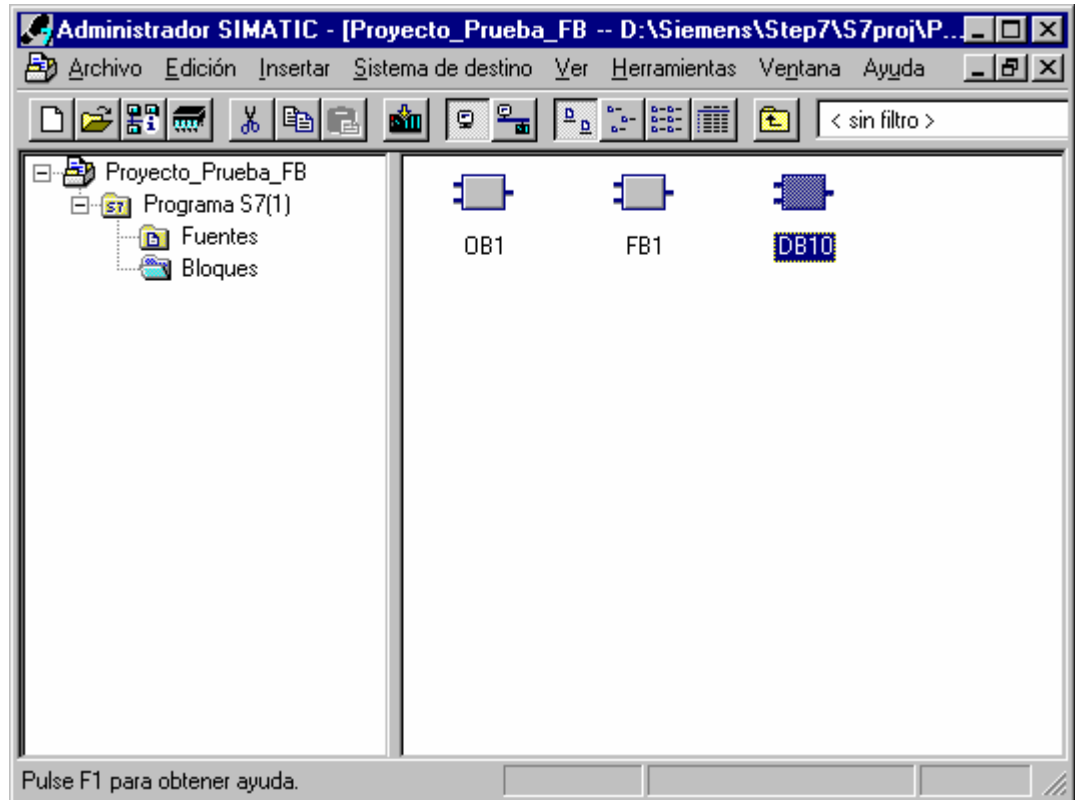 Administrador SIMATIC - [Proyecto_Prueba_FB -- D:\Siemens\Step7\S7proj\P...
Archivo Edición Insertar Sistema de destino Ver Herramientas Ventana Ayuda
< sin filtro >
Proyecto_Prueba_FB
S7 Programa S7(1)
Fuentes
Bloques
OB1 FB1 DB10
Pulse F1 para obtener ayuda.